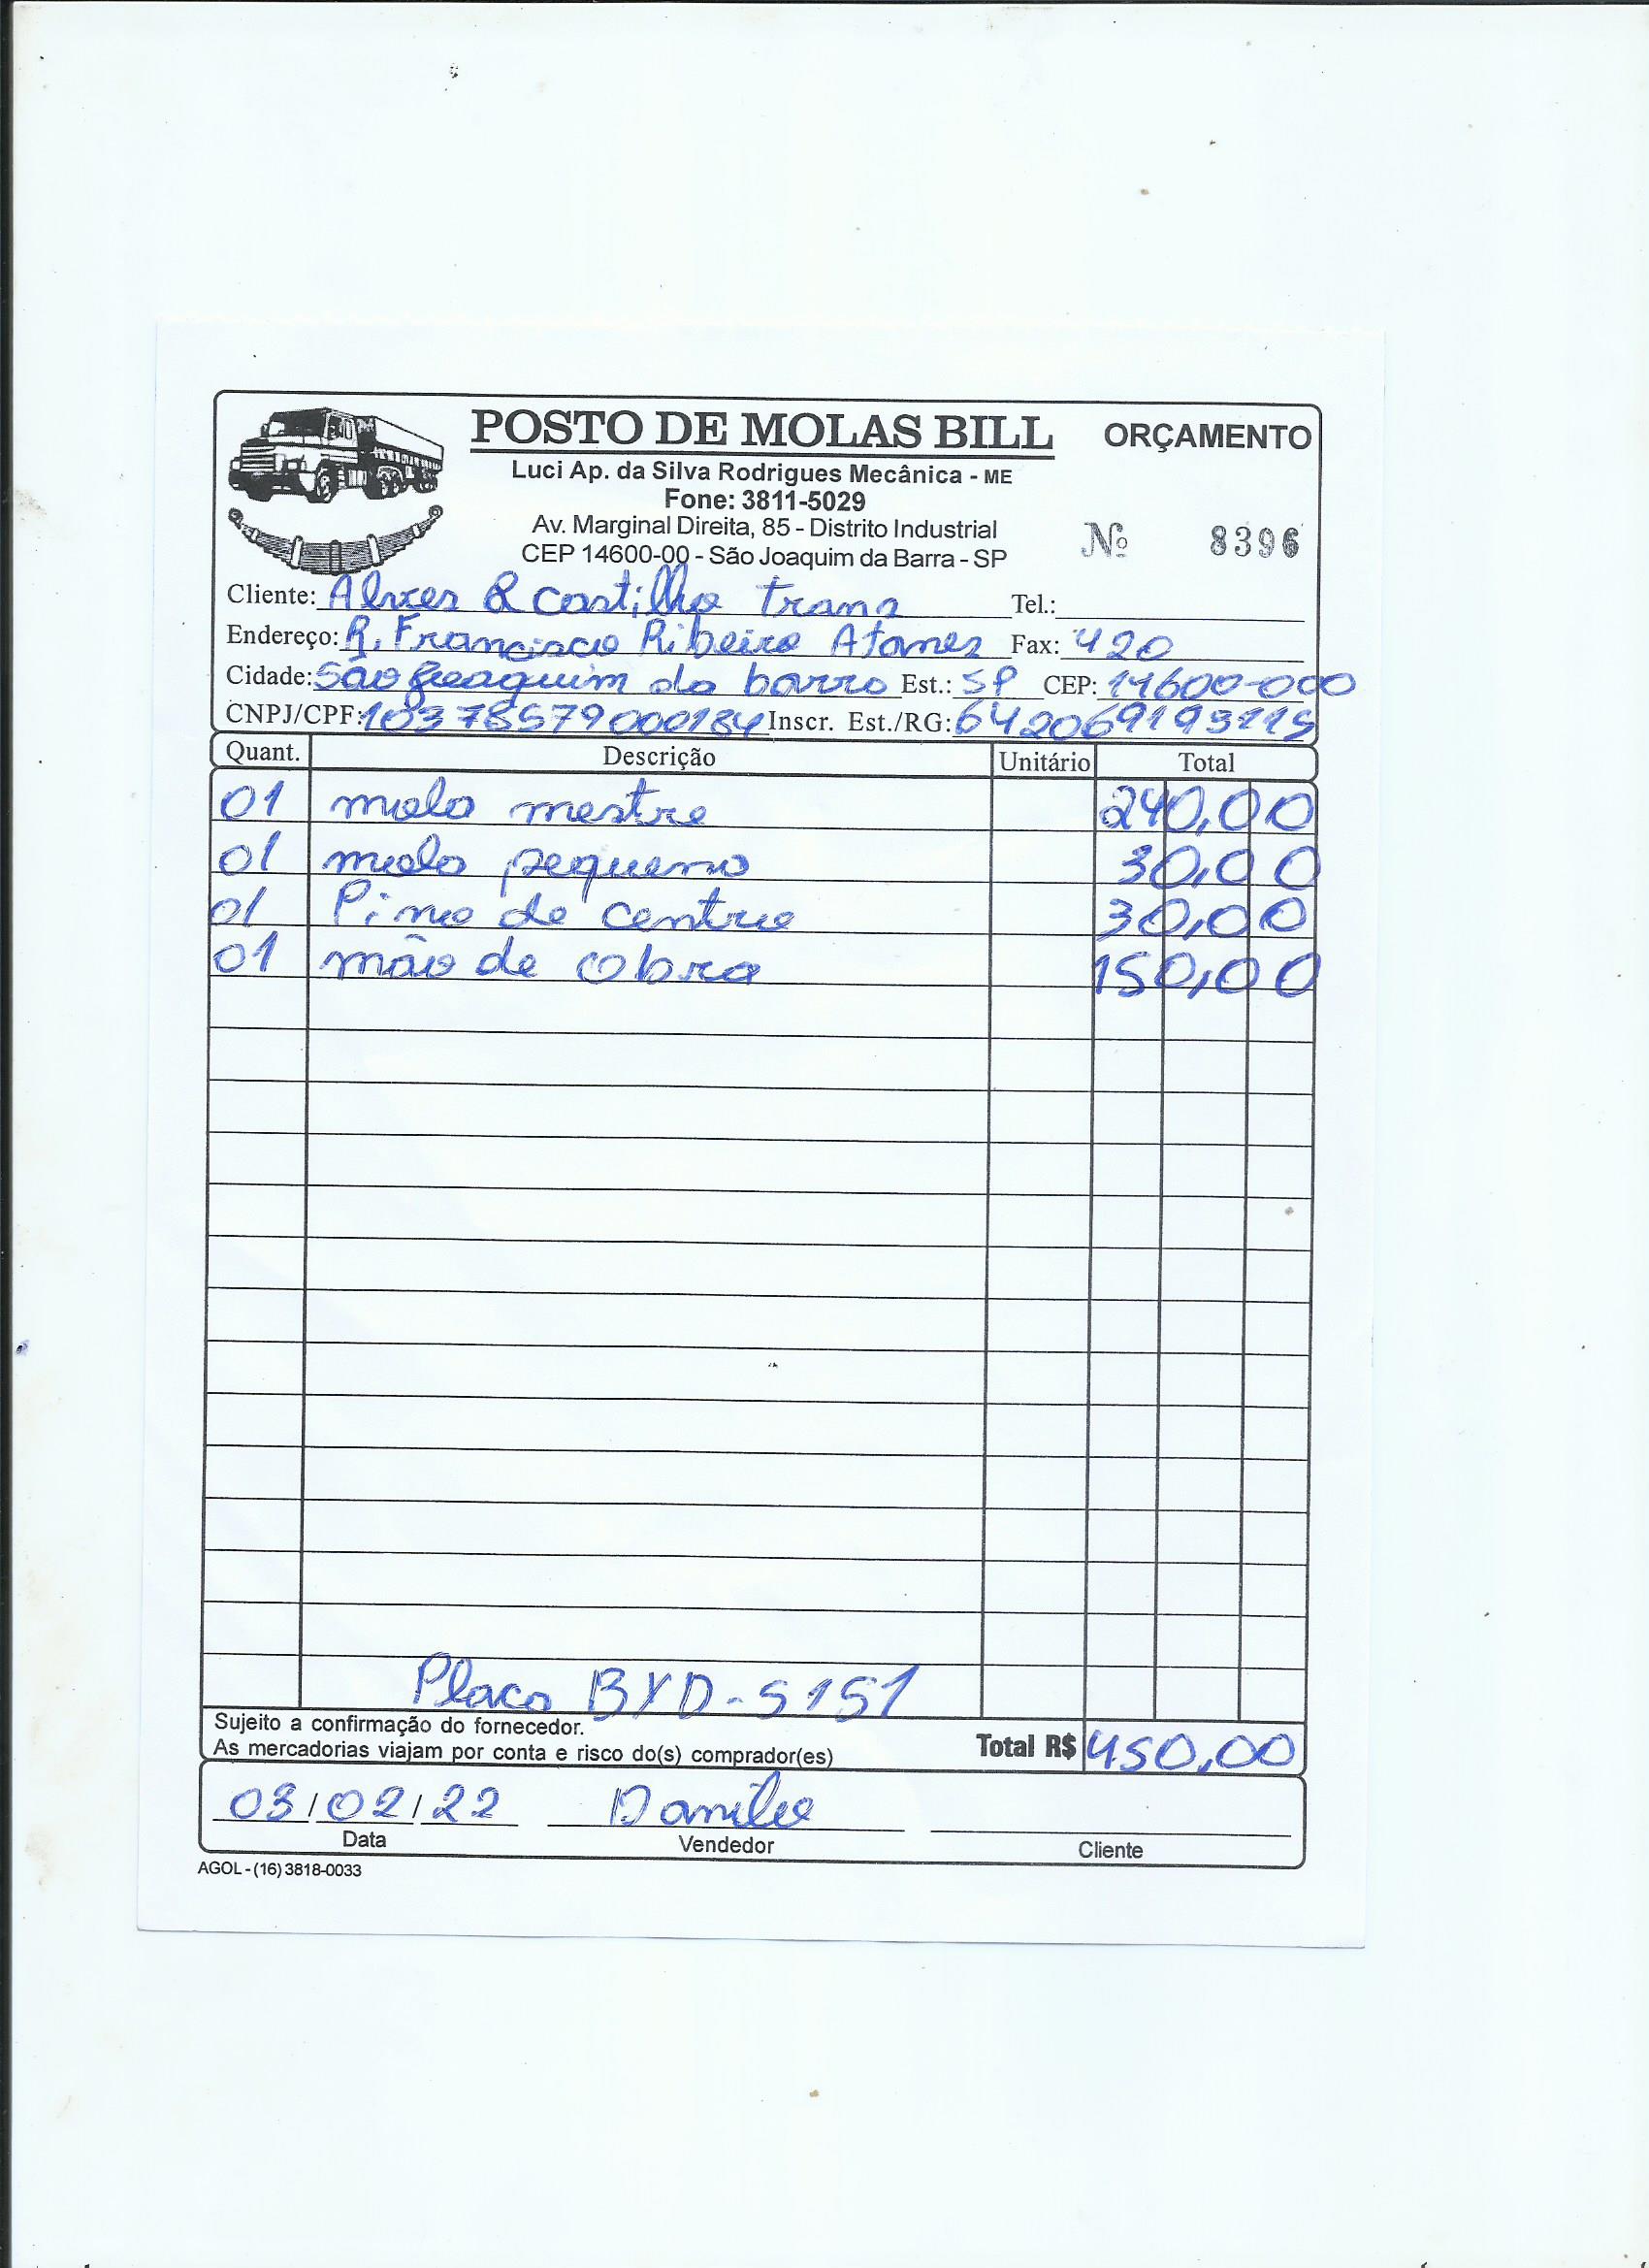 POSTO DE MOLAS BILL ORÇAMENTO
Luci Ap. da Silva Rodrigues Mecânica - ME
Fone: 3811-5029
Av. Marginal Direita, 85 - Distrito Industrial
CEP 14600-00 - São Joaquim da Barra - SP
Nº 8396
Cliente: Alves & Castilho trans Tel.:
Endereço: R. Francisco Ribeiro Atanes Fax: 420
Cidade: São Joaquim da barra Est.: SP CEP: 14600-000
CNPJ/CPF: 10378579000184 Inscr. Est./RG: 642069193115
Quant. Descrição Unitário Total
01 mola mestre 240,00
01 mola pequena 30,00
01 Pino de centro 30,00
01 mão de obra 150,00
Placa BYD-5151
Sujeito a confirmação do fornecedor.
As mercadorias viajam por conta e risco do(s) comprador(es) Total R$ 450,00
03/02/22 Danilo
Data Vendedor Cliente
AGOL - (16) 3818-0033